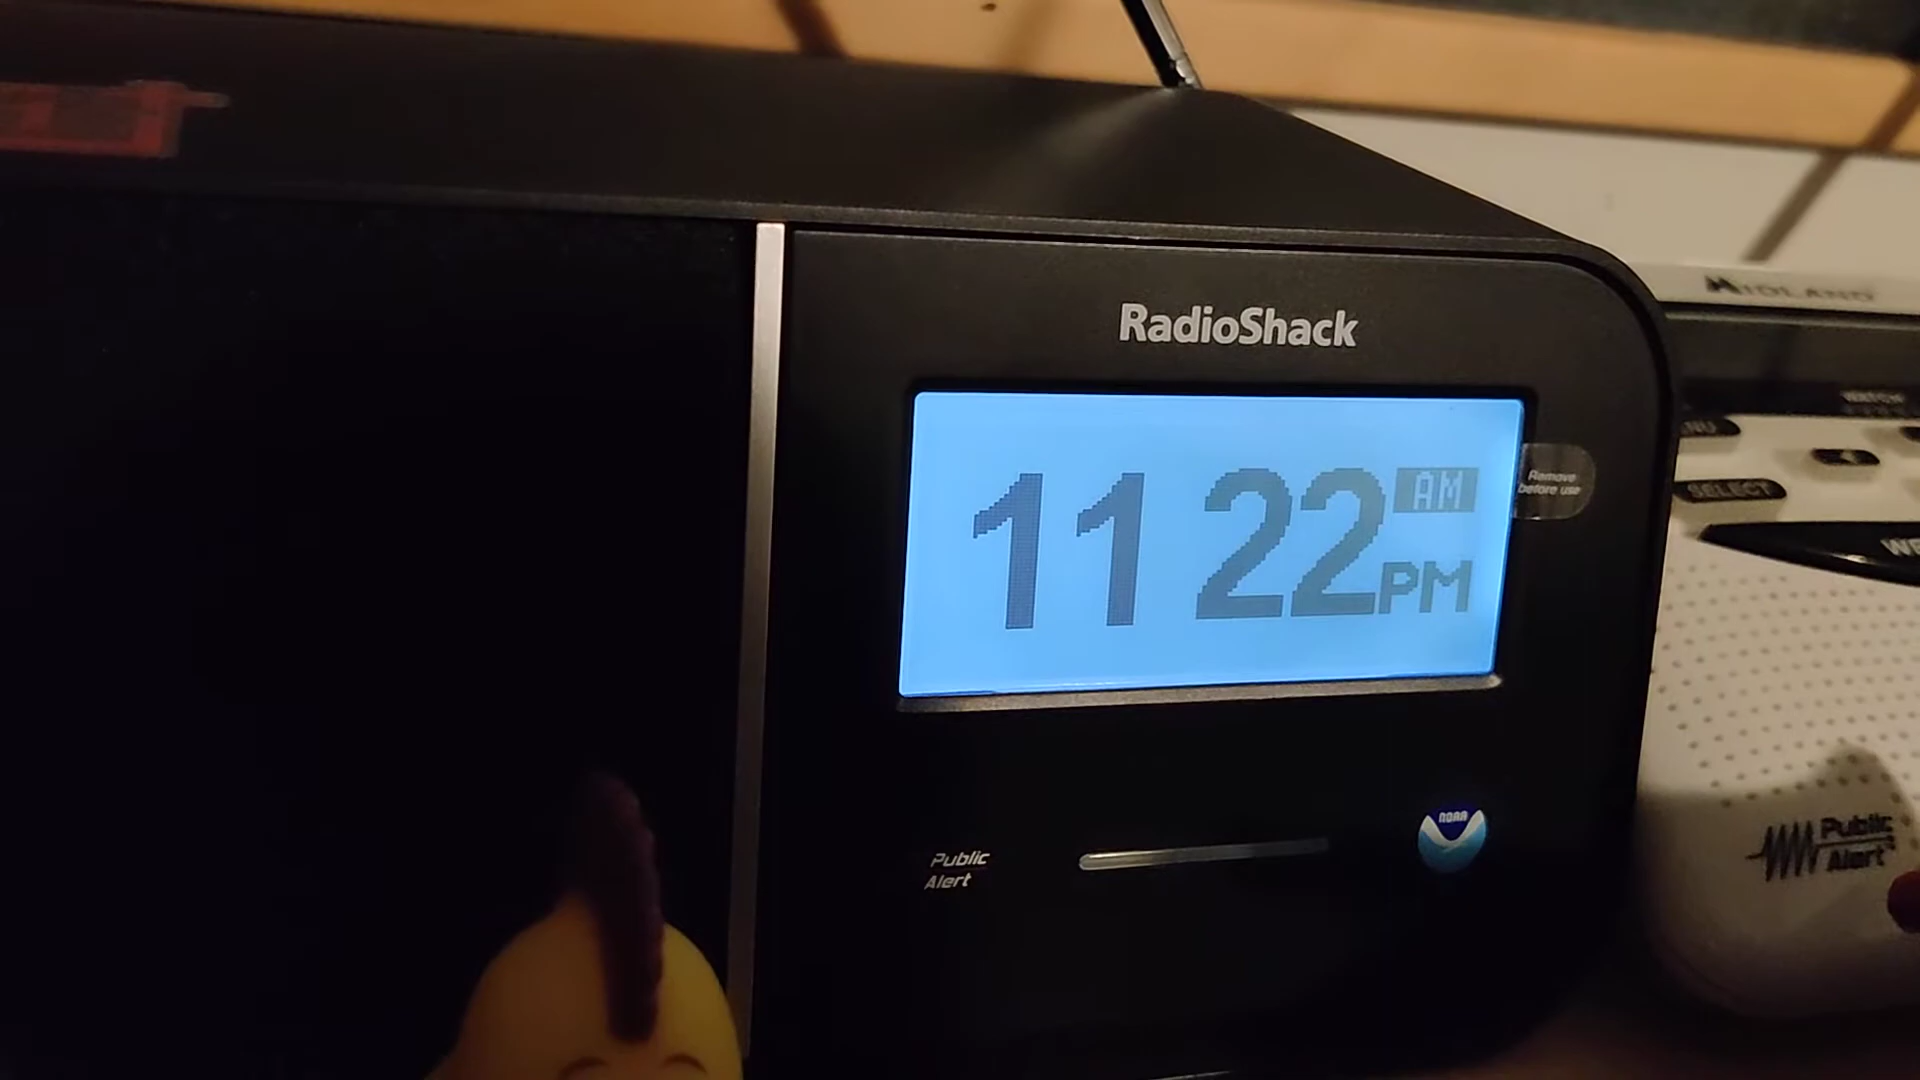 RadioShack
11 22 AM
PM
Remove
before use
Public
Alert
NOAA
MIDLAND
SELECT
Public
Alert